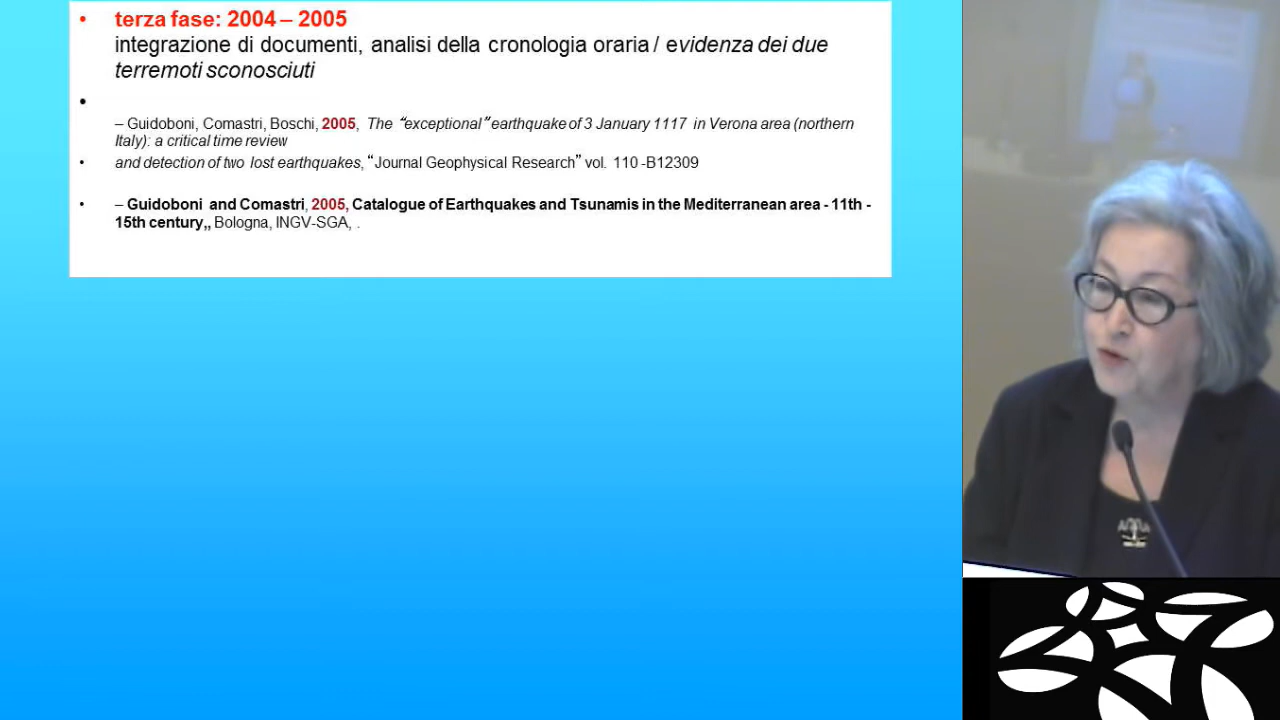 • terza fase: 2004 – 2005
integrazione di documenti, analisi della cronologia oraria / evidenza dei due
terremoti sconosciuti
•
– Guidoboni, Comastri, Boschi, 2005, The “exceptional” earthquake of 3 January 1117 in Verona area (northern
Italy): a critical time review
• and detection of two lost earthquakes, “Journal Geophysical Research” vol. 110 -B12309
• – Guidoboni and Comastri, 2005, Catalogue of Earthquakes and Tsunamis in the Mediterranean area - 11th -
15th century,, Bologna, INGV-SGA, .